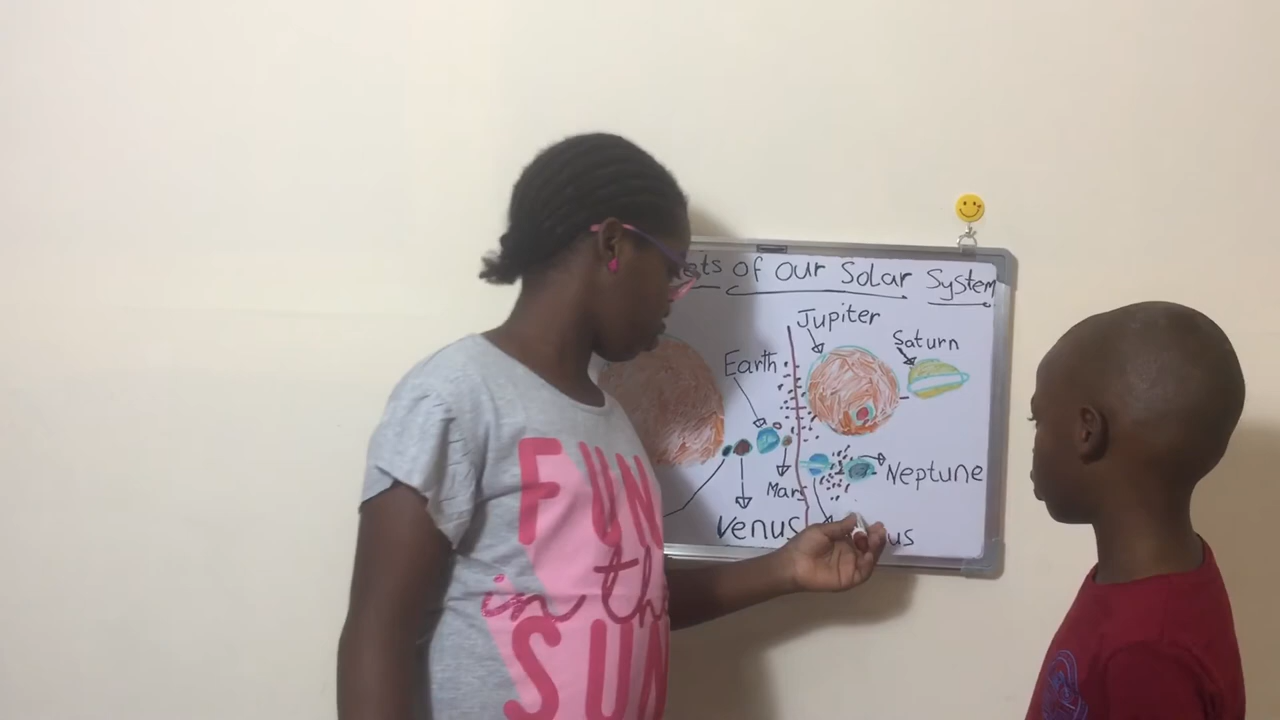 of Our Solar System
Jupiter
Saturn
Earth
Neptune
Mars
Venus
FUN
in the
SUN